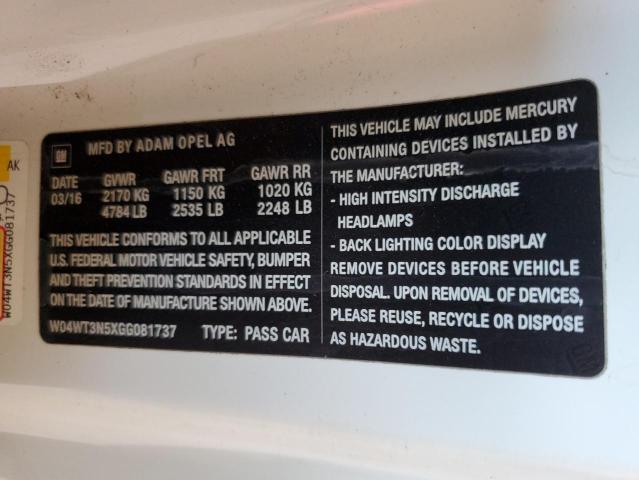 AK
W04WT3N5XGG081737
GM
MFD BY ADAM OPEL AG
DATE GVWR GAWR FRT GAWR RR
03/16 2170 KG 1150 KG 1020 KG
4784 LB 2535 LB 2248 LB
THIS VEHICLE CONFORMS TO ALL APPLICABLE
U.S. FEDERAL MOTOR VEHICLE SAFETY, BUMPER
AND THEFT PREVENTION STANDARDS IN EFFECT
ON THE DATE OF MANUFACTURE SHOWN ABOVE.
W04WT3N5XGG081737 TYPE: PASS CAR
THIS VEHICLE MAY INCLUDE MERCURY
CONTAINING DEVICES INSTALLED BY
THE MANUFACTURER:
- HIGH INTENSITY DISCHARGE
HEADLAMPS
- BACK LIGHTING COLOR DISPLAY
REMOVE DEVICES BEFORE VEHICLE
DISPOSAL. UPON REMOVAL OF DEVICES,
PLEASE REUSE, RECYCLE OR DISPOSE
AS HAZARDOUS WASTE.